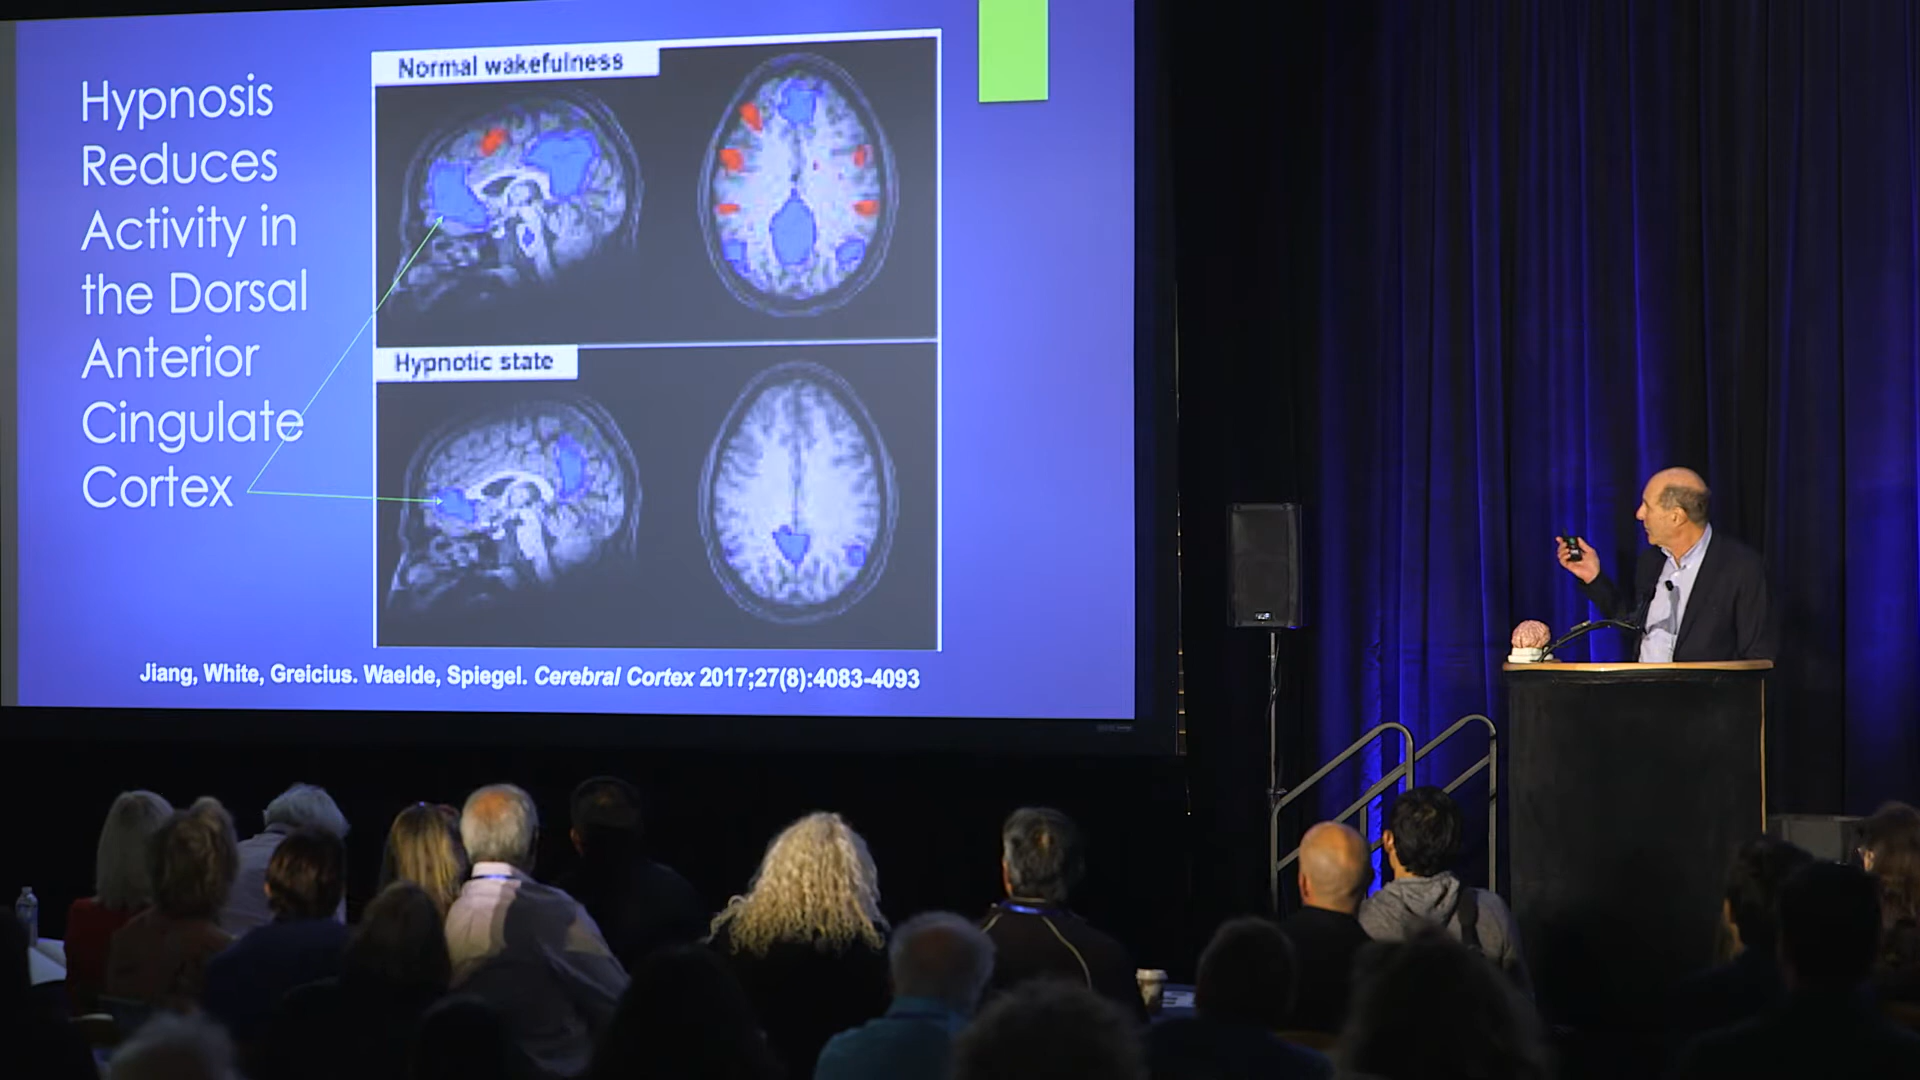 Hypnosis
Reduces
Activity in
the Dorsal
Anterior
Cingulate
Cortex
Normal wakefulness
Hypnotic state
Jiang, White, Greicius. Waelde, Spiegel. Cerebral Cortex 2017;27(8):4083-4093